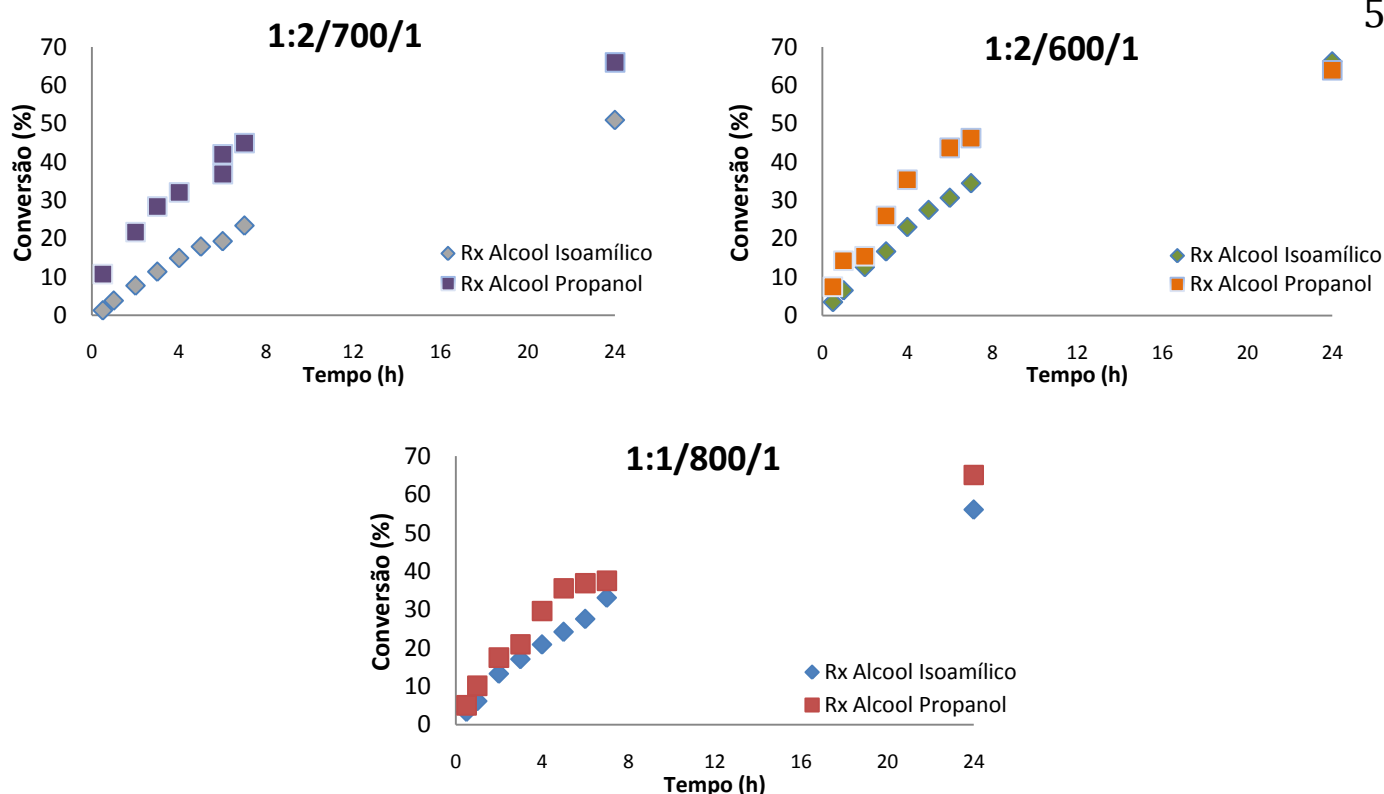 5
1:2/700/1
70
60
50
40
30
20
10
0
Conversão (%)
Rx Alcool Isoamílico
Rx Alcool Propanol
0 4 8 12 16 20 24
Tempo (h)
1:2/600/1
70
60
50
40
30
20
10
0
Conversão (%)
Rx Alcool Isoamílico
Rx Alcool Propanol
0 4 8 12 16 20 24
Tempo (h)
1:1/800/1
70
60
50
40
30
20
10
0
Conversão (%)
Rx Alcool Isoamílico
Rx Alcool Propanol
0 4 8 12 16 20 24
Tempo (h)